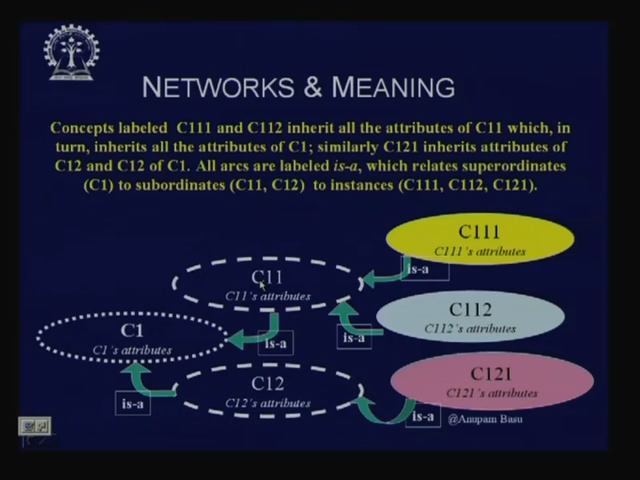 NETWORKS & MEANING
Concepts labeled C111 and C112 inherit all the attributes of C11 which, in
turn, inherits all the attributes of C1; similarly C121 inherits attributes of
C12 and C12 of C1. All arcs are labeled is-a, which relates superordinates
(C1) to subordinates (C11, C12) to instances (C111, C112, C121).
C111
C111's attributes
is-a
C11
C11's attributes
C112
C112's attributes
C1
C1's attributes
is-a
is-a
C121
C121's attributes
C12
C12's attributes
is-a
is-a
@Anupam Basu